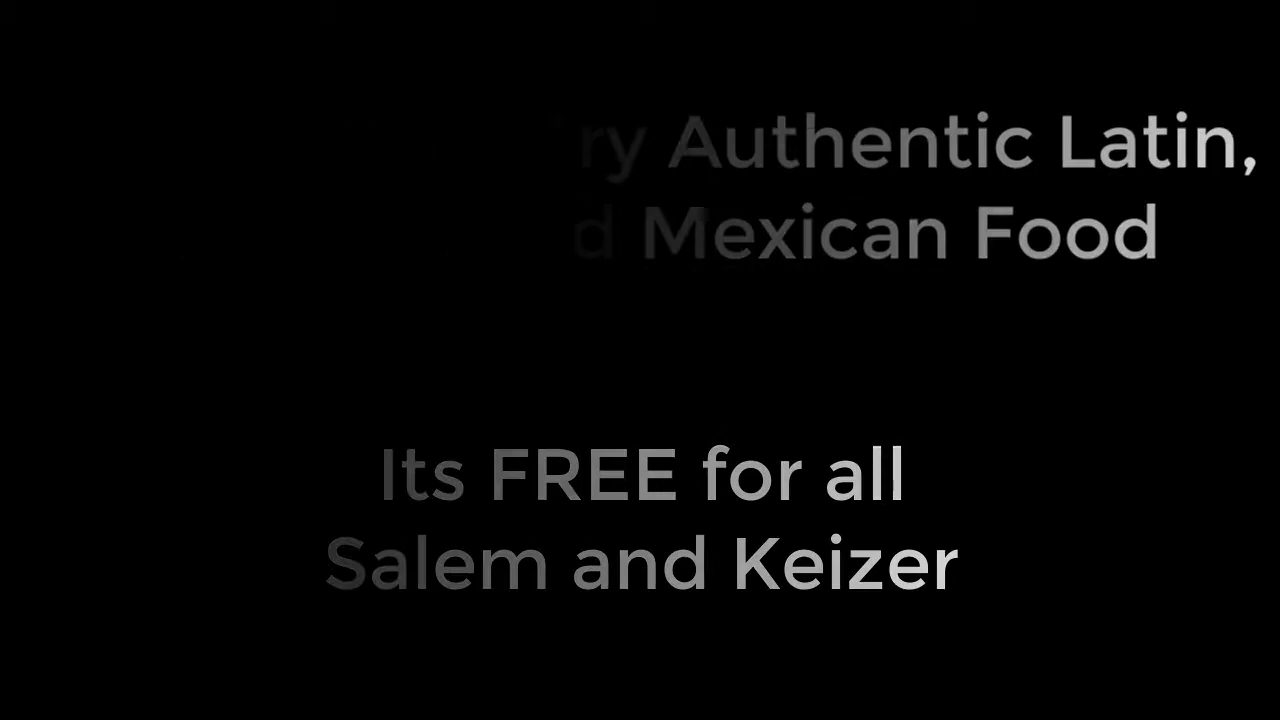 Authentic Latin,
Mexican Food
Its FREE for all
Salem and Keizer